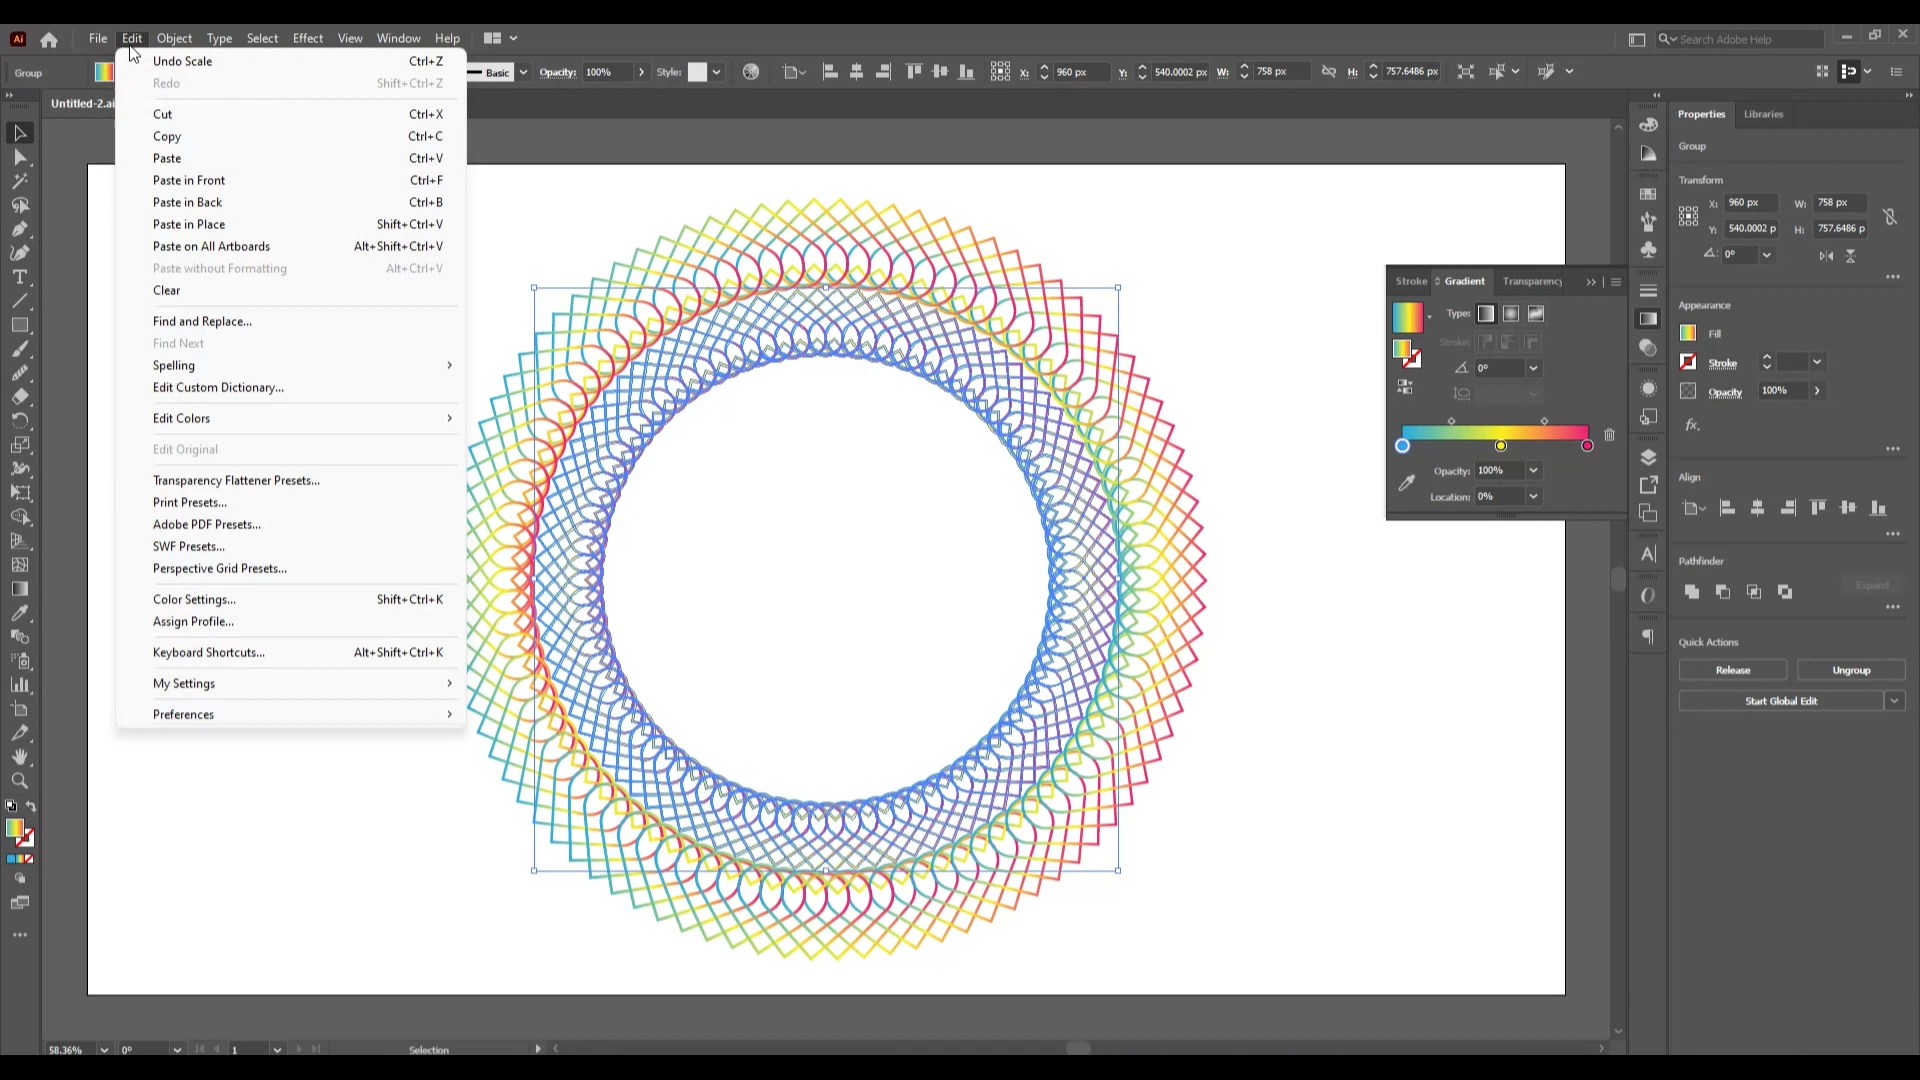 Ai File Edit Object Type Select Effect View Window Help Search Adobe Help
Group Basic Opacity: 100% Style: X: 960 px Y: 540.0002 px W: 758 px H: 757.6486 px
Untitled-2.ai
Undo Scale Ctrl+Z
Redo Shift+Ctrl+Z
Cut Ctrl+X
Copy Ctrl+C
Paste Ctrl+V
Paste in Front Ctrl+F
Paste in Back Ctrl+B
Paste in Place Shift+Ctrl+V
Paste on All Artboards Alt+Shift+Ctrl+V
Paste without Formatting Alt+Ctrl+V
Clear
Find and Replace...
Find Next
Spelling
Edit Custom Dictionary...
Edit Colors
Edit Original
Transparency Flattener Presets...
Print Presets...
Adobe PDF Presets...
SWF Presets...
Perspective Grid Presets...
Color Settings... Shift+Ctrl+K
Assign Profile...
Keyboard Shortcuts... Alt+Shift+Ctrl+K
My Settings
Preferences
Stroke Gradient Transparency
Type:
Strokes:
0°
Opacity: 100%
Location: 0%
Properties Libraries
Group
Transform
X: 960 px W: 758 px
Y: 540.0002 p H: 757.6486 p
0°
Appearance
Fill
Stroke
Opacity 100%
fx.
Align
Pathfinder
Expand
Quick Actions
Release Ungroup
Start Global Edit
58.36% 0° 1 Selection